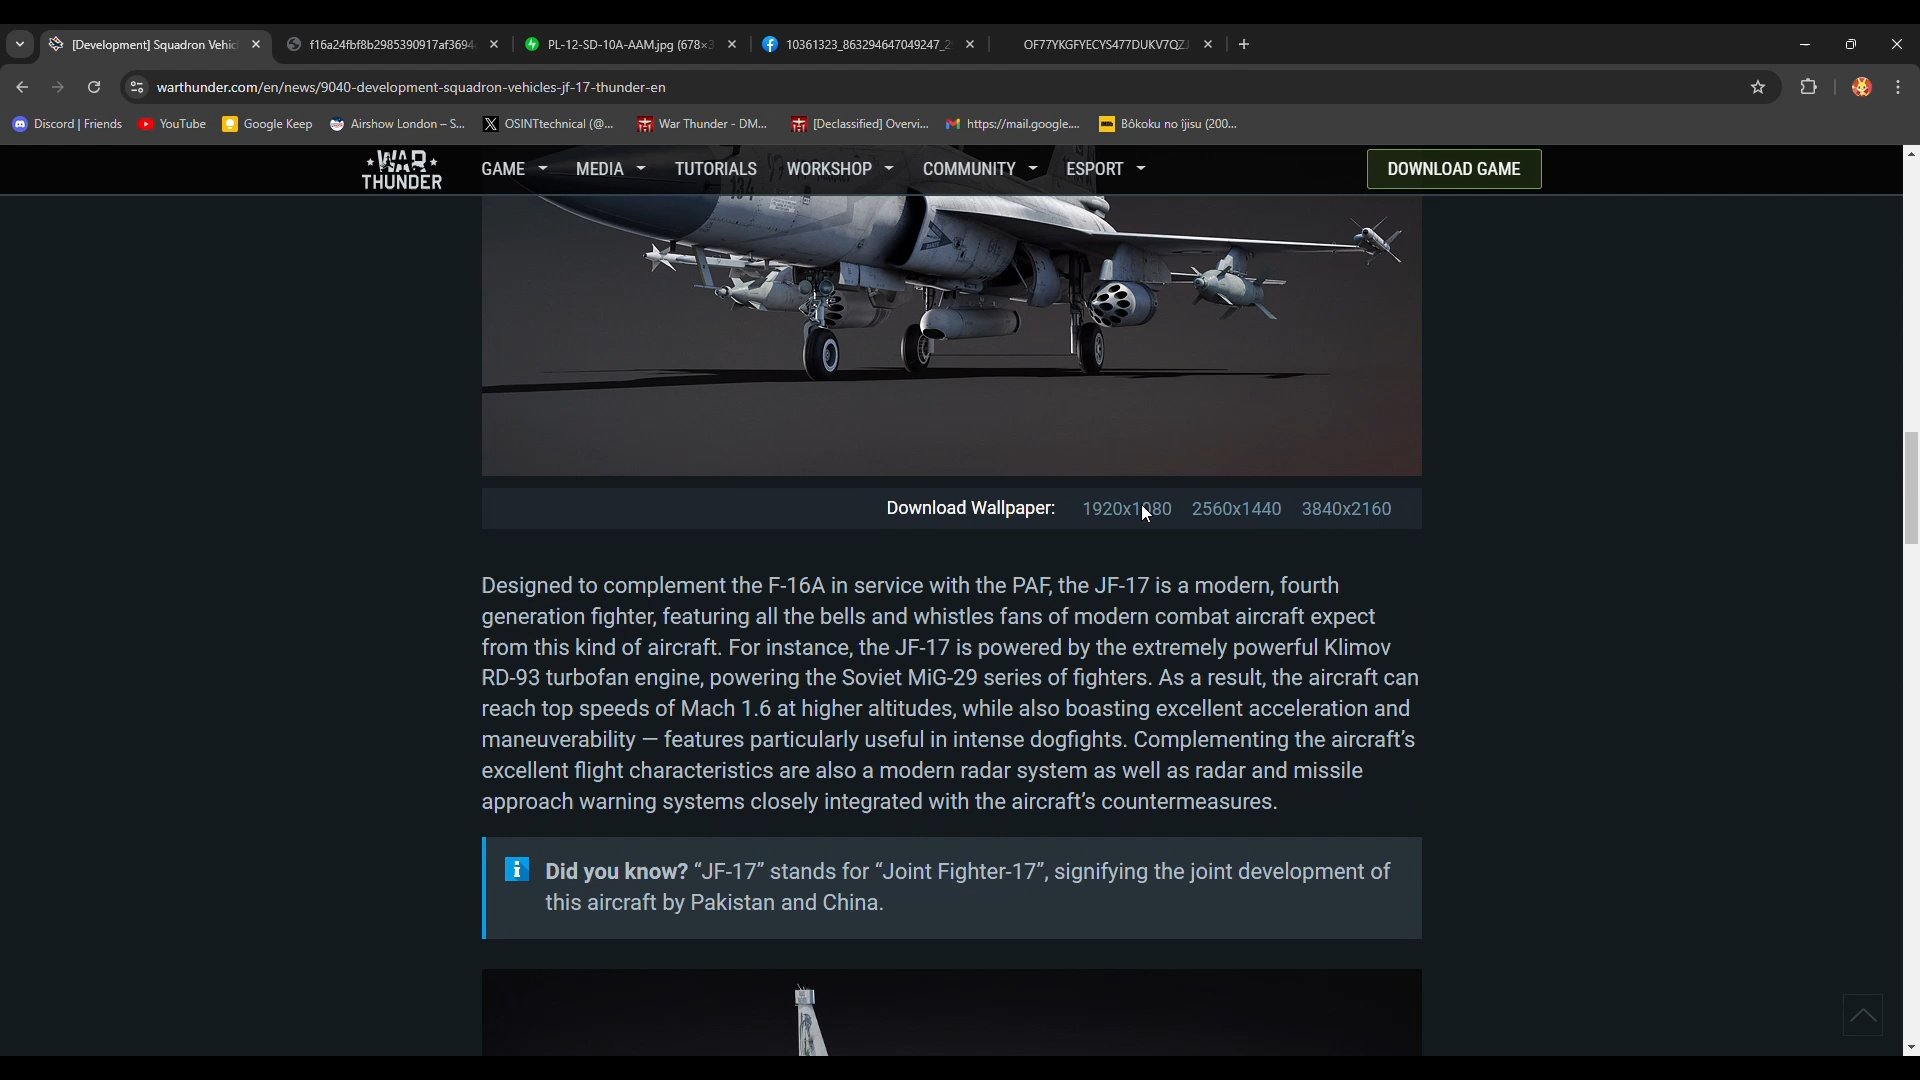 [Development] Squadron Vehic
f16a24fbf8b2985390917af3694
PL-12-SD-10A-AAM.jpg (678×3
10361323_863294647049247_2
OF77YKGFYECYS477DUKV7QZJ
warthunder.com/en/news/9040-development-squadron-vehicles-jf-17-thunder-en
Discord | Friends
YouTube
Google Keep
Airshow London – S...
OSINTtechnical (@...
War Thunder - DM...
[Declassified] Overvi...
https://mail.google....
Bôkoku no îjisu (200...
WAR THUNDER
GAME
MEDIA
TUTORIALS
WORKSHOP
COMMUNITY
ESPORT
DOWNLOAD GAME
134
Download Wallpaper: 1920x1080 2560x1440 3840x2160
Designed to complement the F-16A in service with the PAF, the JF-17 is a modern, fourth
generation fighter, featuring all the bells and whistles fans of modern combat aircraft expect
from this kind of aircraft. For instance, the JF-17 is powered by the extremely powerful Klimov
RD-93 turbofan engine, powering the Soviet MiG-29 series of fighters. As a result, the aircraft can
reach top speeds of Mach 1.6 at higher altitudes, while also boasting excellent acceleration and
maneuverability — features particularly useful in intense dogfights. Complementing the aircraft's
excellent flight characteristics are also a modern radar system as well as radar and missile
approach warning systems closely integrated with the aircraft's countermeasures.
Did you know? “JF-17” stands for “Joint Fighter-17”, signifying the joint development of
this aircraft by Pakistan and China.